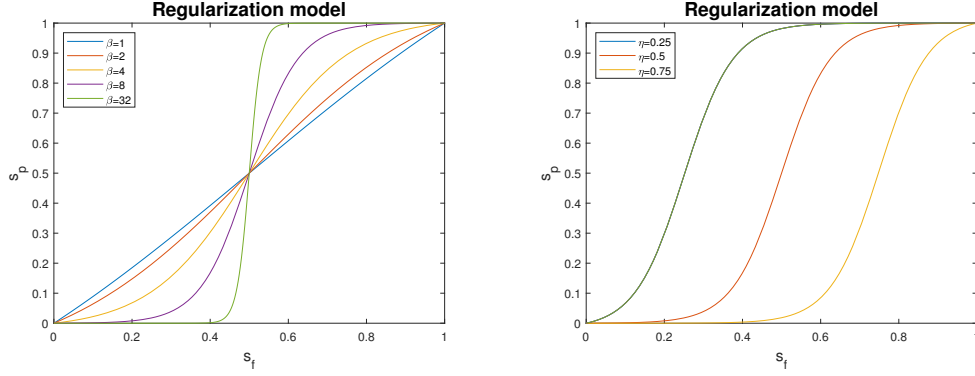 Regularization model
β=1
β=2
β=4
β=8
β=32
1
0.9
0.8
0.7
0.6
0.5
0.4
0.3
0.2
0.1
0
s_p
0 0.2 0.4 0.6 0.8 1
s_f
Regularization model
η=0.25
η=0.5
η=0.75
1
0.9
0.8
0.7
0.6
0.5
0.4
0.3
0.2
0.1
0
s_p
0 0.2 0.4 0.6 0.8 1
s_f